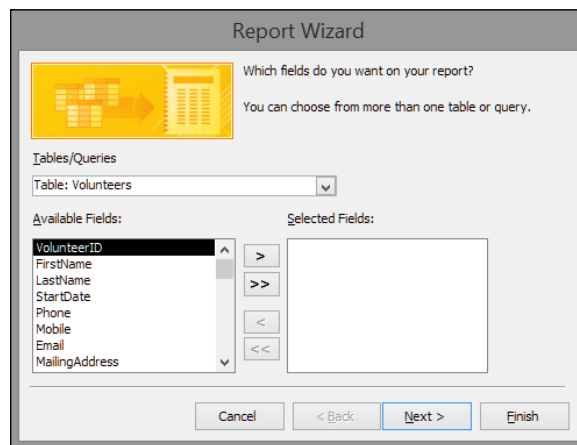 Report Wizard
Which fields do you want on your report?
You can choose from more than one table or query.
Tables/Queries
Table: Volunteers
Available Fields:
Selected Fields:
VolunteerID
FirstName
LastName
StartDate
Phone
Mobile
Email
MailingAddress
>
>>
<
<<
Cancel
< Back
Next >
Finish